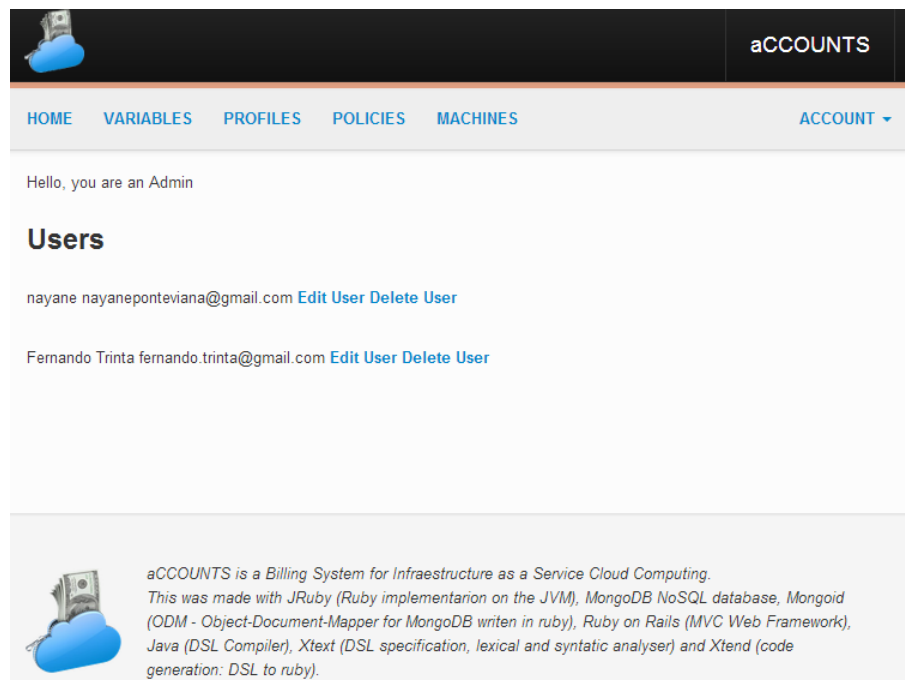 aCCOUNTS
HOME VARIABLES PROFILES POLICIES MACHINES ACCOUNT
Hello, you are an Admin
Users
nayane nayaneponteviana@gmail.com Edit User Delete User
Fernando Trinta fernando.trinta@gmail.com Edit User Delete User
aCCOUNTS is a Billing System for Infraestructure as a Service Cloud Computing.
This was made with JRuby (Ruby implementarion on the JVM), MongoDB NoSQL database, Mongoid
(ODM - Object-Document-Mapper for MongoDB writen in ruby), Ruby on Rails (MVC Web Framework),
Java (DSL Compiler), Xtext (DSL specification, lexical and syntatic analyser) and Xtend (code
generation: DSL to ruby).